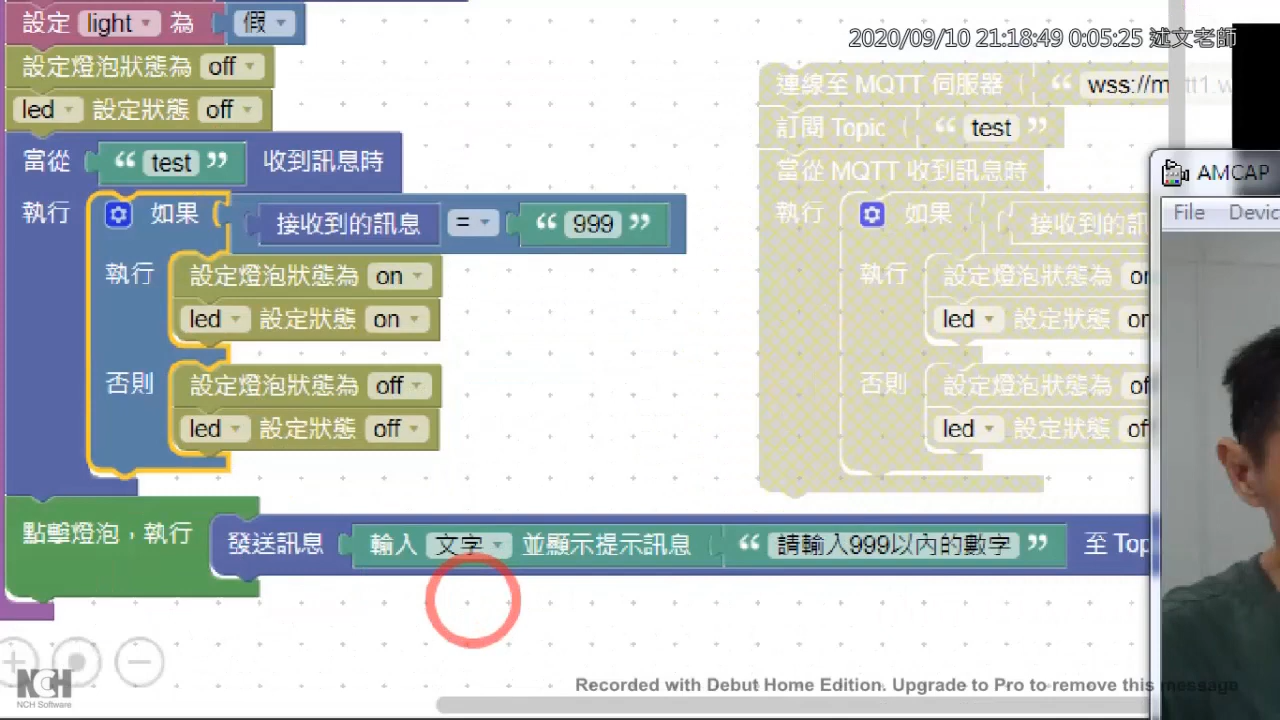 設定 light 為 假
設定燈泡狀態為 off
led 設定狀態 off
當從 “ test ” 收到訊息時
執行 如果 接收到的訊息 = “ 999 ”
執行 設定燈泡狀態為 on
led 設定狀態 on
否則 設定燈泡狀態為 off
led 設定狀態 off
點擊燈泡，執行 發送訊息 輸入 文字 並顯示提示訊息 “ 請輸入999以內的數字 ” 至 Top
2020/09/10 21:18:49 0:05:25 述文老師
連線至 MQTT 伺服器 “ wss://m
訂閱 Topic “ test ”
當從 MQTT 收到訊息時
執行 如果 接收到的訊
執行 設定燈泡狀態為 on
led 設定狀態 on
否則 設定燈泡狀態為 of
led 設定狀態 of
AMCAP
File Devic
NCH
NCH Software
Recorded with Debut Home Edition. Upgrade to Pro to remove this message